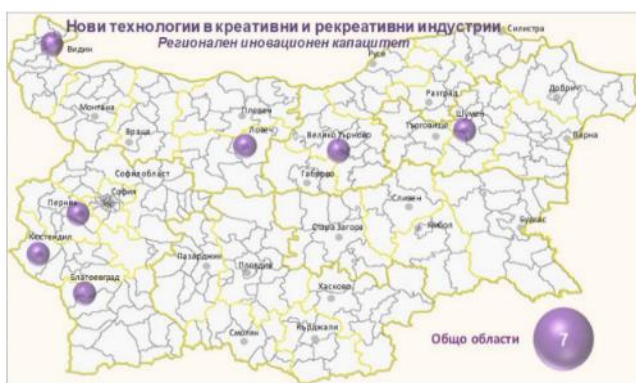 Нови технологии в креативни и рекреативни индустрии
Регионален иновационен капацитет
Силистра
Видин
Русе
Добрич
Разград
Монтана
Плевен
Шумен
Враца
Ловеч
Велико Търново
Търговище
Варна
София област
Габрово
София
Перник
Сливен
Бургас
Ямбол
Кюстендил
Стара Загора
Пазарджик
Пловдив
Благоевград
Хасково
Смолян
Кърджали
Общо области
7